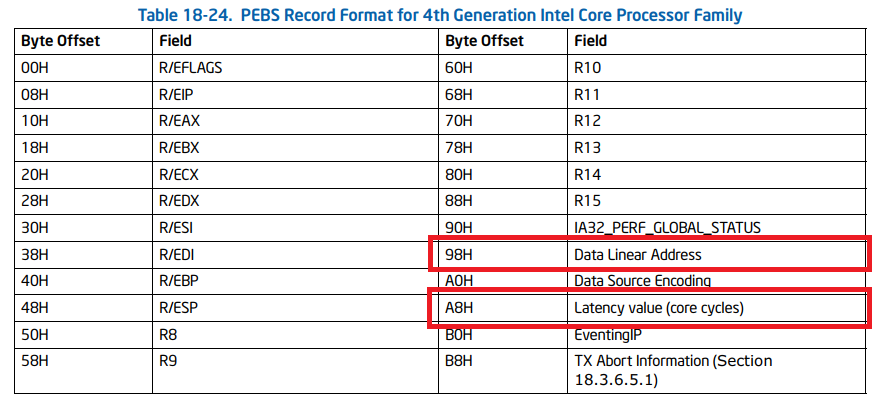 Table 18-24. PEBS Record Format for 4th Generation Intel Core Processor Family
Byte Offset Field Byte Offset Field
00H R/EFLAGS 60H R10
08H R/EIP 68H R11
10H R/EAX 70H R12
18H R/EBX 78H R13
20H R/ECX 80H R14
28H R/EDX 88H R15
30H R/ESI 90H IA32_PERF_GLOBAL_STATUS
38H R/EDI 98H Data Linear Address
40H R/EBP A0H Data Source Encoding
48H R/ESP A8H Latency value (core cycles)
50H R8 B0H EventingIP
58H R9 B8H TX Abort Information (Section
18.3.6.5.1)